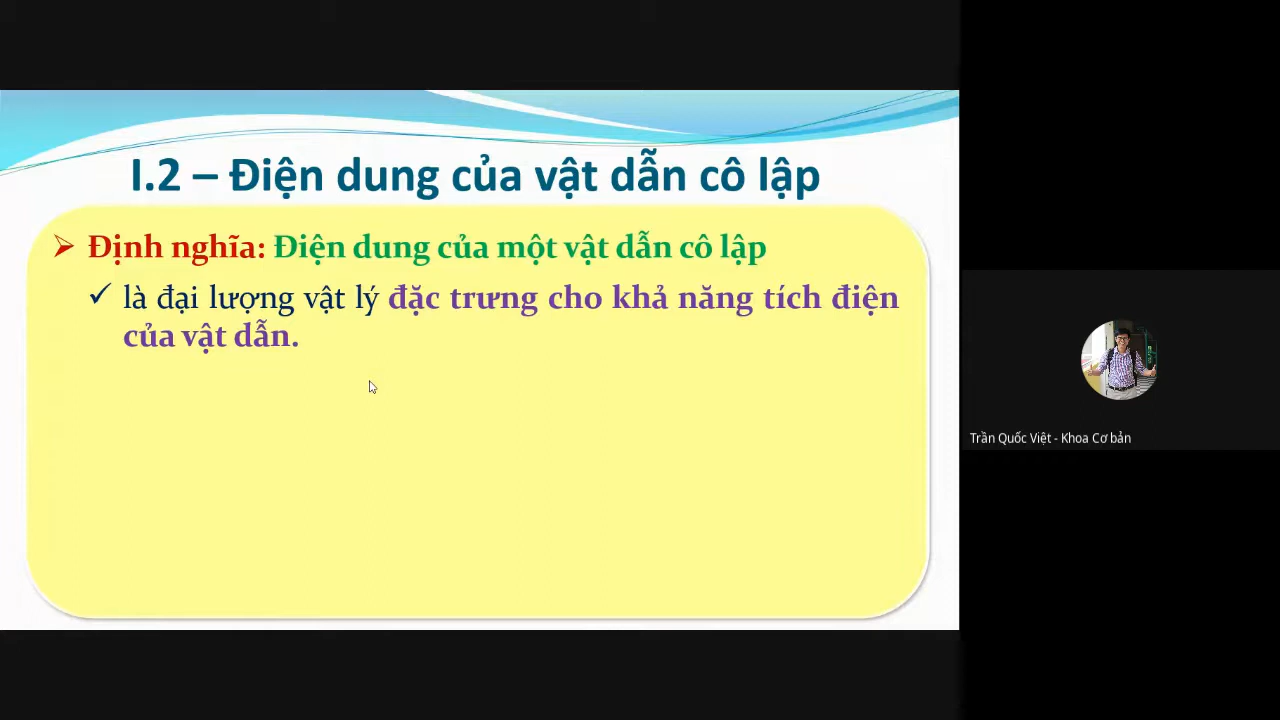 I.2 – Điện dung của vật dẫn cô lập
Định nghĩa: Điện dung của một vật dẫn cô lập
là đại lượng vật lý đặc trưng cho khả năng tích điện
của vật dẫn.
Trần Quốc Việt - Khoa Cơ bản